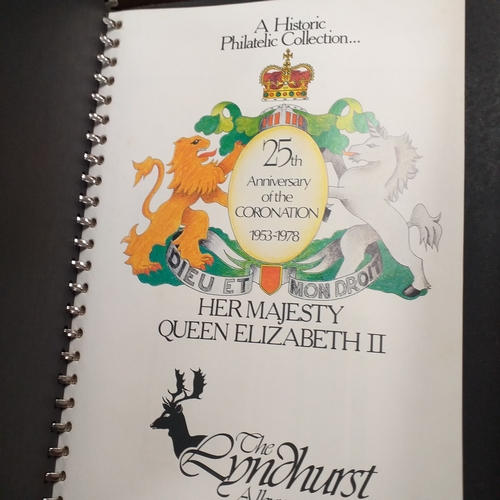 A Historic
Philatelic Collection...
25th
Anniversary
of the
CORONATION
1953-1978
DIEU ET MON DROIT
HER MAJESTY
QUEEN ELIZABETH II
The
Lyndhurst